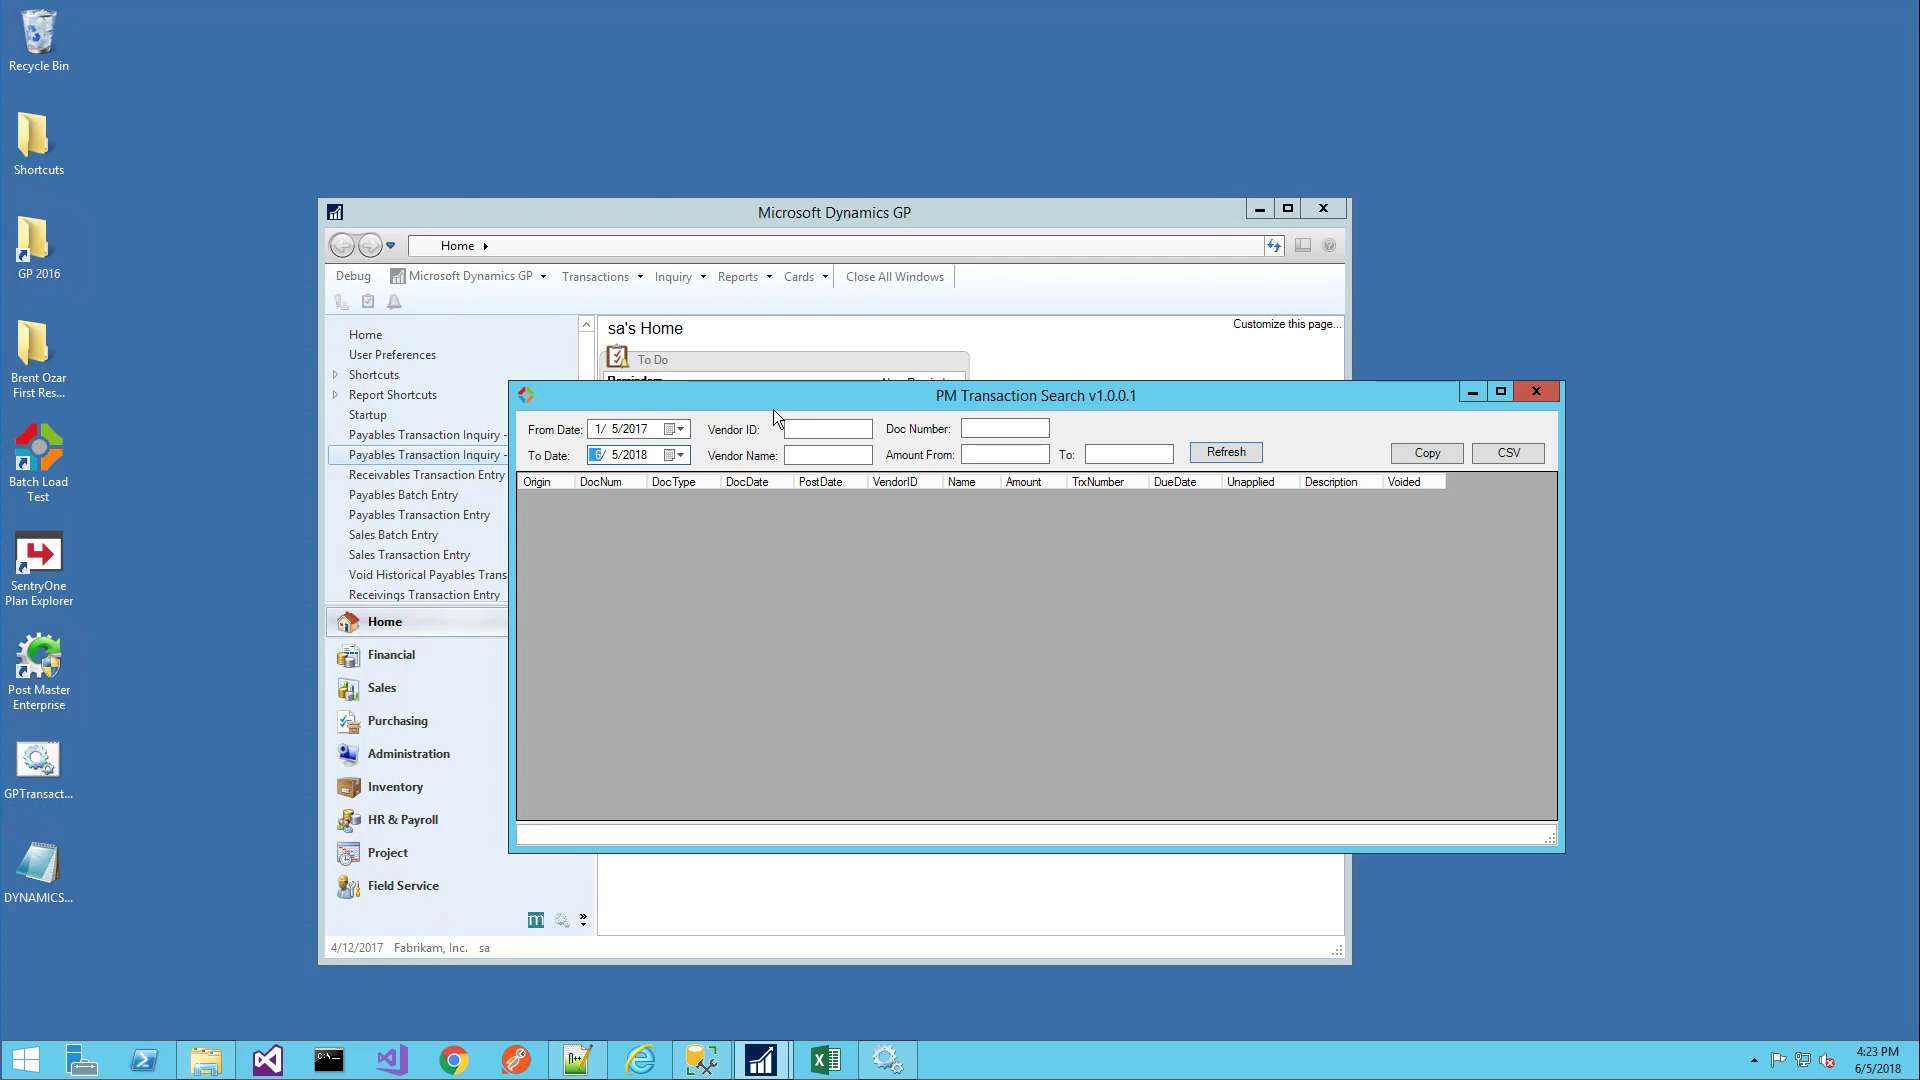 Recycle Bin
Shortcuts
GP 2016
Brent Ozar
First Res...
Batch Load
Test
SentryOne
Plan Explorer
Post Master
Enterprise
GPTransact...
DYNAMICS...
Microsoft Dynamics GP
Home
Debug Microsoft Dynamics GP Transactions Inquiry Reports Cards Close All Windows
Home
User Preferences
Shortcuts
Report Shortcuts
Startup
Payables Transaction Inquiry -
Payables Transaction Inquiry -
Receivables Transaction Entry
Payables Batch Entry
Payables Transaction Entry
Sales Batch Entry
Sales Transaction Entry
Void Historical Payables Trans
Receivings Transaction Entry
Home
Financial
Sales
Purchasing
Administration
Inventory
HR & Payroll
Project
Field Service
4/12/2017 Fabrikam, Inc. sa
sa's Home
Customize this page...
To Do
PM Transaction Search v1.0.0.1
From Date: 1/ 5/2017 Vendor ID: Doc Number:
To Date: 6/ 5/2018 Vendor Name: Amount From: To: Refresh Copy CSV
Origin DocNum DocType DocDate PostDate VendorID Name Amount TrxNumber DueDate Unapplied Description Voided
4:23 PM
6/5/2018